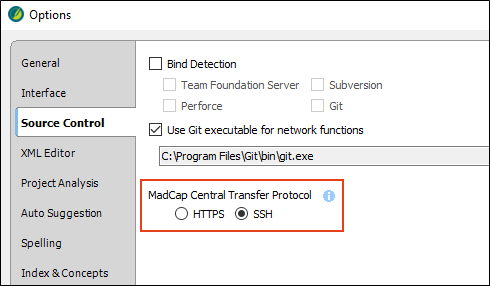 Options
General
Interface
Source Control
XML Editor
Project Analysis
Auto Suggestion
Spelling
Index & Concepts
Bind Detection
Team Foundation Server Subversion
Perforce Git
Use Git executable for network functions
C:\Program Files\Git\bin\git.exe
MadCap Central Transfer Protocol i
HTTPS SSH